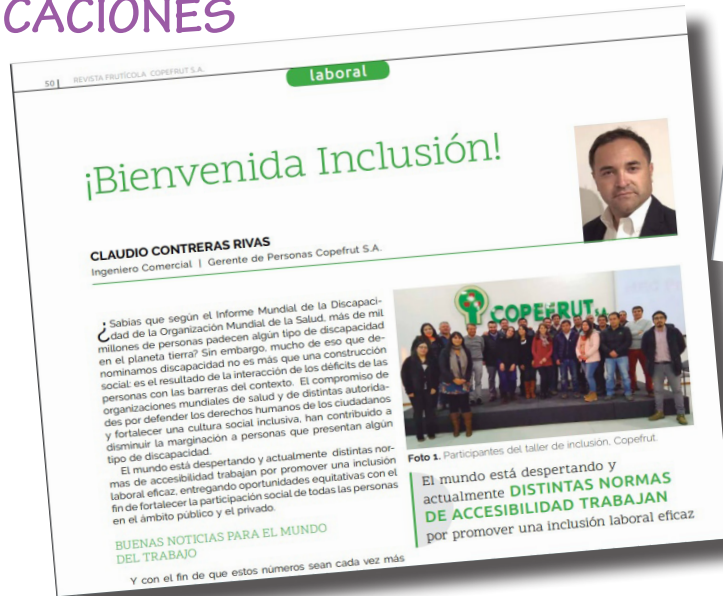 CACIONES
50 | REVISTA FRUTÍCOLA COPEFRUT S.A.
laboral
¡Bienvenida Inclusión!
CLAUDIO CONTRERAS RIVAS
Ingeniero Comercial | Gerente de Personas Copefrut S.A.
¿Sabias que según el Informe Mundial de la Discapaci-
dad de la Organización Mundial de la Salud, más de mil
millones de personas padecen algún tipo de discapacidad
en el planeta tierra? Sin embargo, mucho de eso que de-
nominamos discapacidad no es más que una construcción
social: es el resultado de la interacción de los déficits de las
personas con las barreras del contexto. El compromiso de
organizaciones mundiales de salud y de distintas autorida-
des por defender los derechos humanos de los ciudadanos
y fortalecer una cultura social inclusiva, han contribuido a
disminuir la marginación a personas que presentan algún
tipo de discapacidad.
El mundo está despertando y actualmente distintas nor-
mas de accesibilidad trabajan por promover una inclusión
laboral eficaz, entregando oportunidades equitativas con el
fin de fortalecer la participación social de todas las personas
en el ámbito público y el privado.
BUENAS NOTICIAS PARA EL MUNDO
DEL TRABAJO
Y con el fin de que estos números sean cada vez más
COPEFRUT S.A.
Foto 1. Participantes del taller de inclusión, Copefrut.
El mundo está despertando y
actualmente DISTINTAS NORMAS
DE ACCESIBILIDAD TRABAJAN
por promover una inclusión laboral eficaz